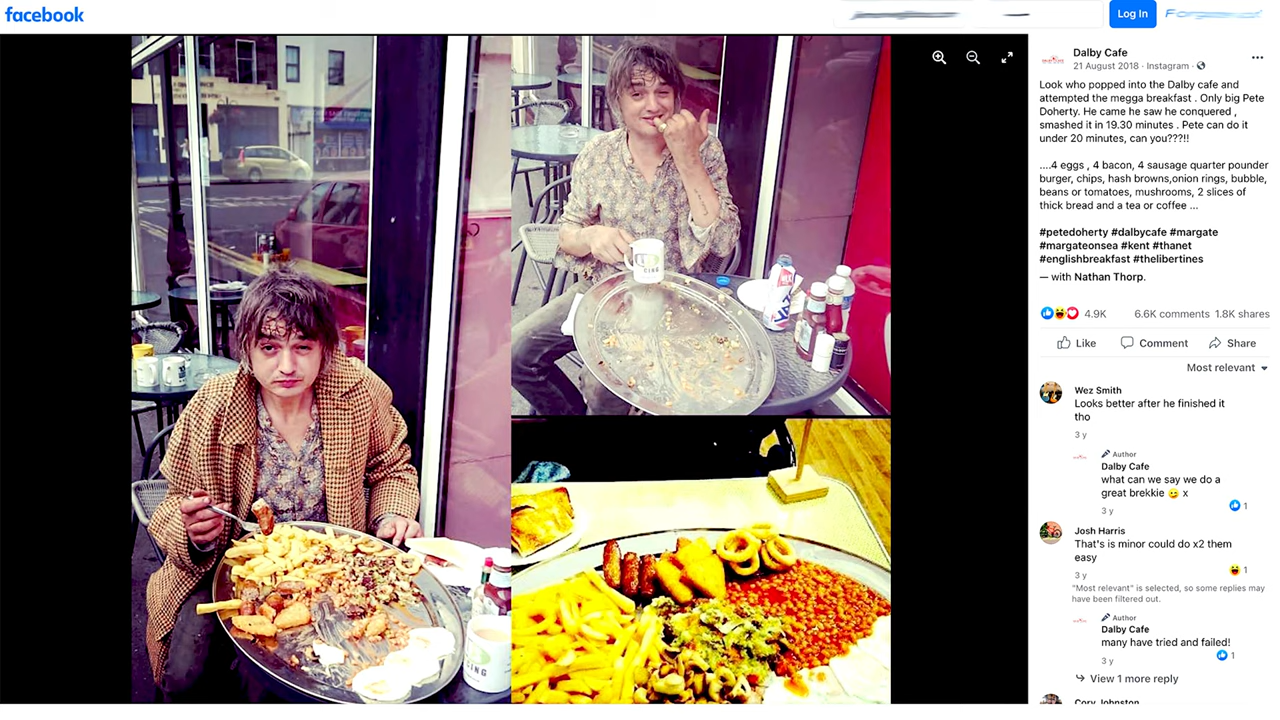 facebook
Log In
Dalby Cafe
21 August 2018 · Instagram ·
Look who popped into the Dalby cafe and
attempted the megga breakfast . Only big Pete
Doherty. He came he saw he conquered ,
smashed it in 19.30 minutes . Pete can do it
under 20 minutes, can you???!!
....4 eggs , 4 bacon, 4 sausage quarter pounder
burger, chips, hash browns,onion rings, bubble,
beans or tomatoes, mushrooms, 2 slices of
thick bread and a tea or coffee ...
#petedoherty #dalbycafe #margate
#margateonsea #kent #thanet
#englishbreakfast #thelibertines
— with Nathan Thorp.
4.9K 6.6K comments 1.8K shares
Like Comment Share
Most relevant
Wez Smith
Looks better after he finished it
tho
3 y
Author
Dalby Cafe
what can we say we do a
great brekkie 😉 x
1
3 y
Josh Harris
That's is minor could do x2 them
easy
1
3 y
"Most relevant" is selected, so some replies may
have been filtered out.
Author
Dalby Cafe
many have tried and failed!
1
3 y
View 1 more reply
Cory Johnston
CING
CING